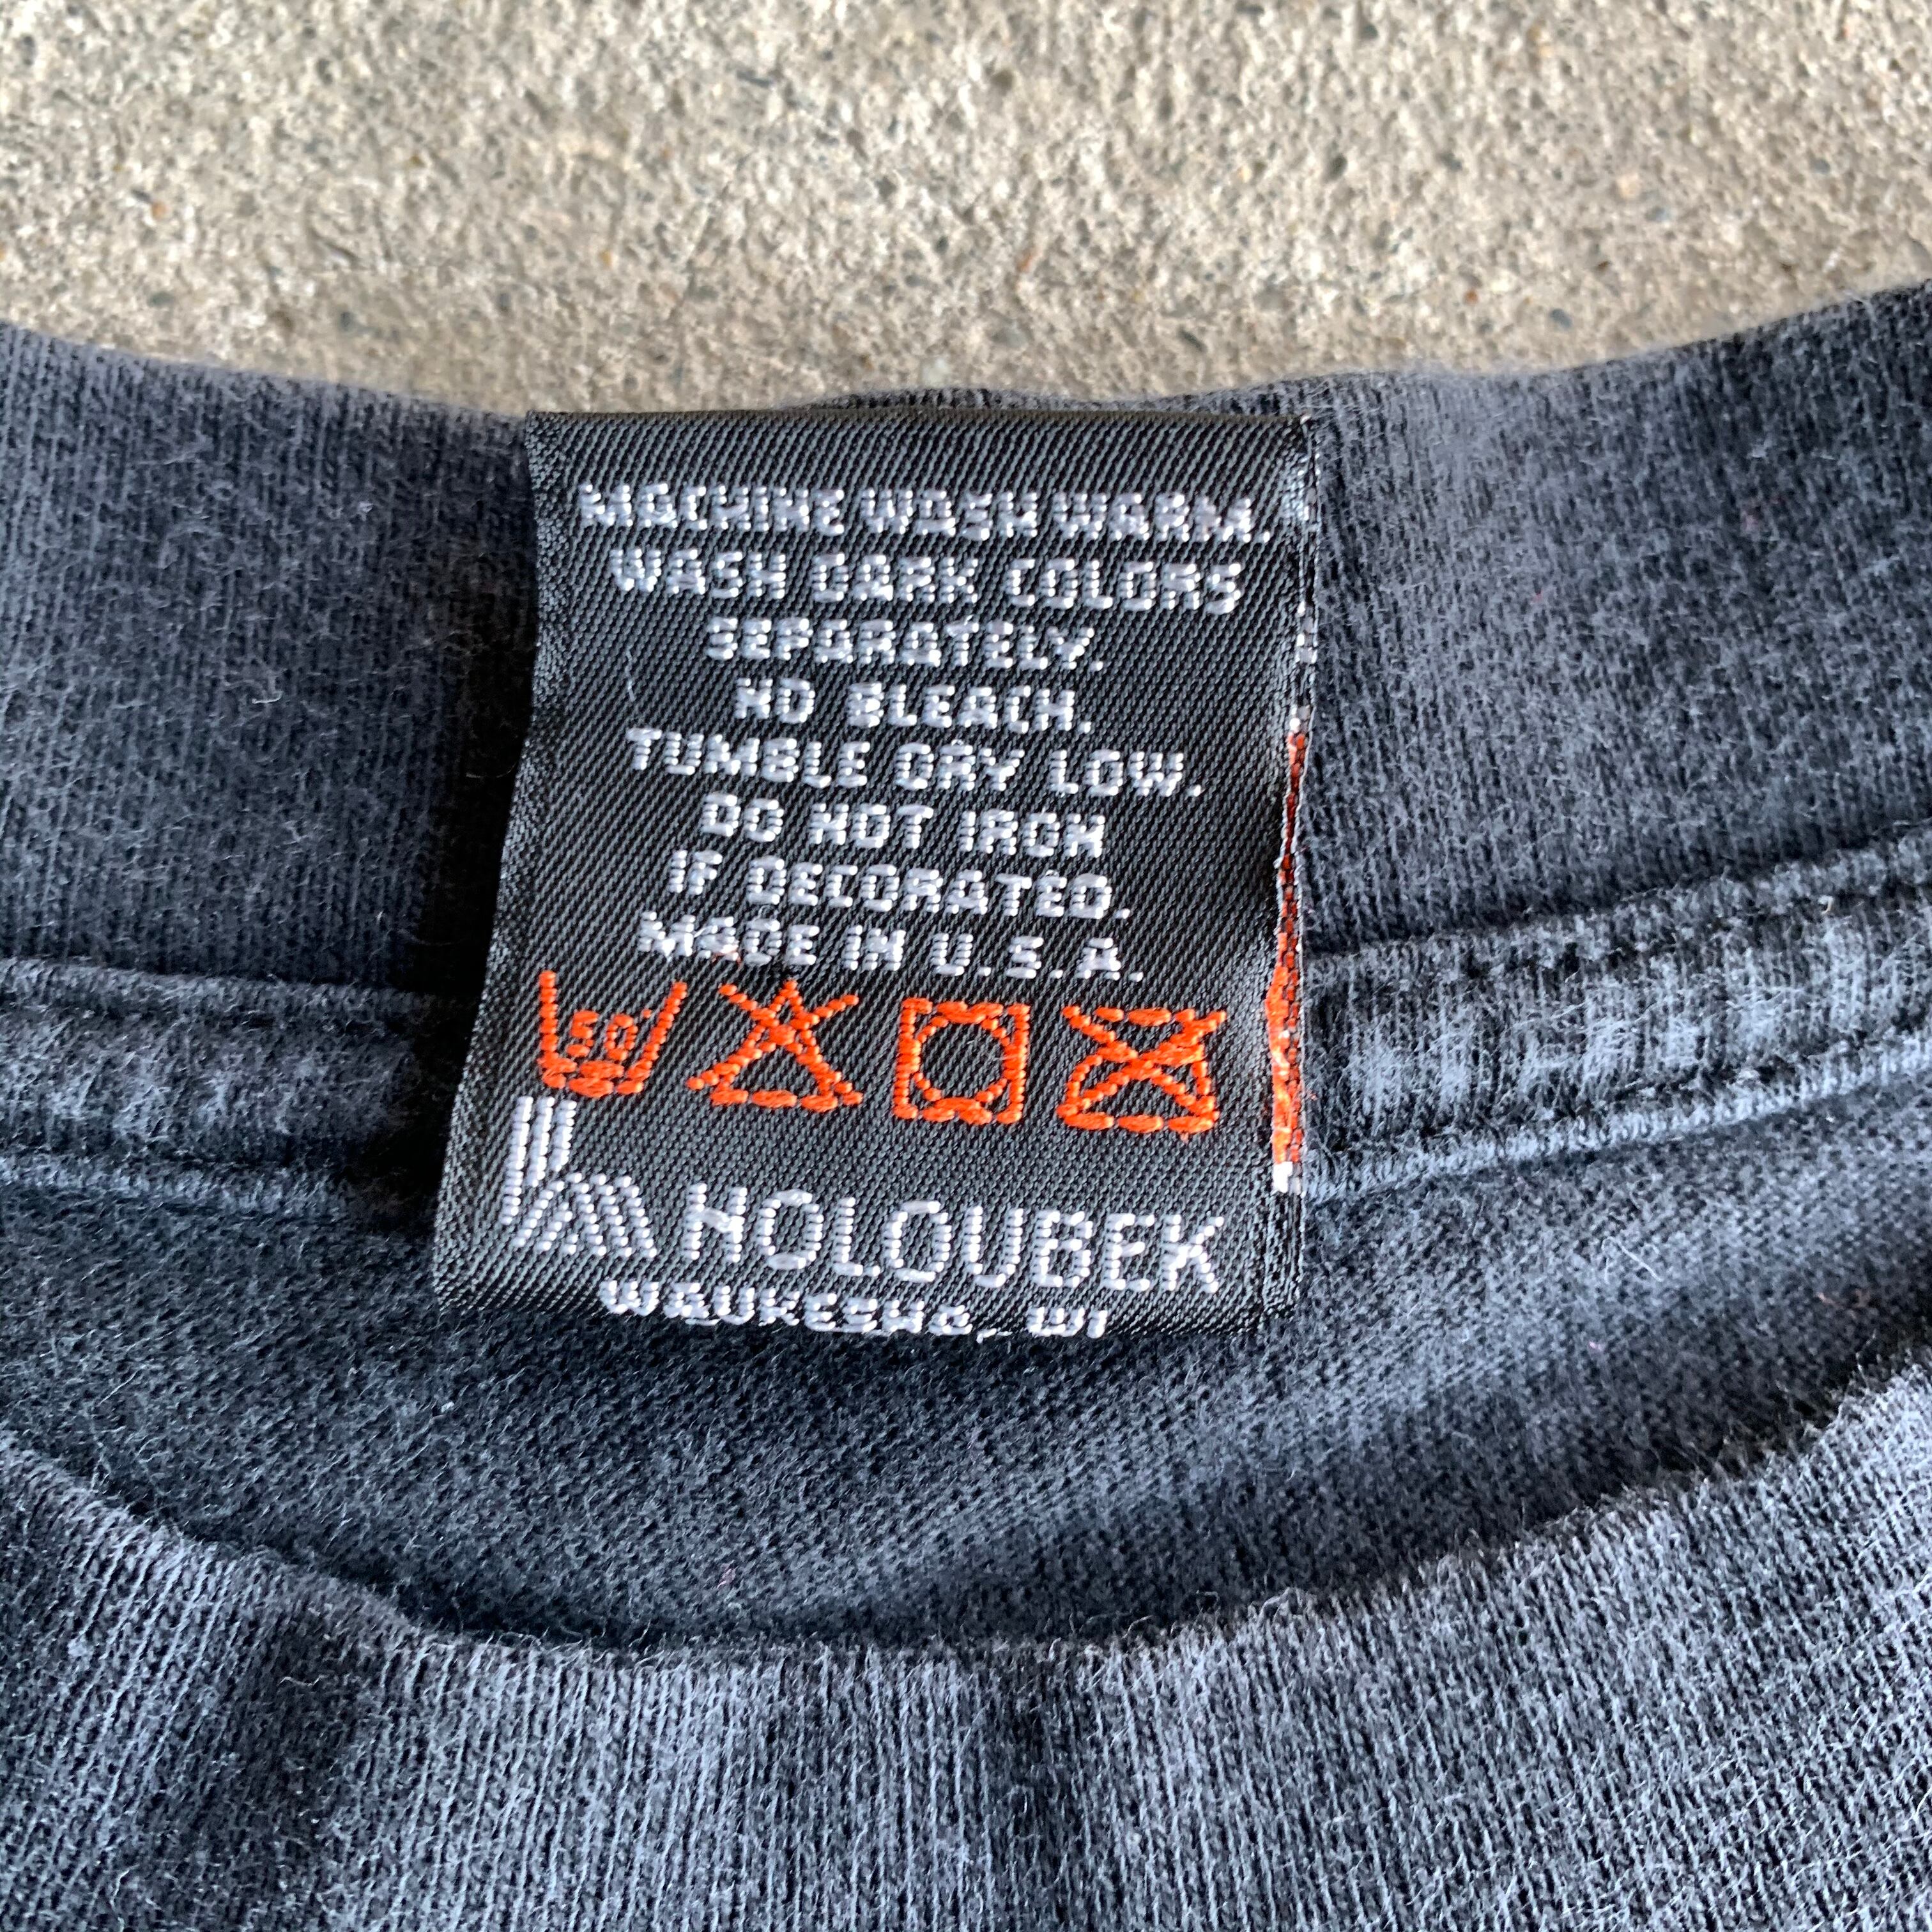 MACHINE WASH WARM.
WASH DARK COLORS
SEPARATELY.
NO BLEACH.
TUMBLE DRY LOW.
DO NOT IRON
IF DECORATED.
MADE IN U.S.A.
50°
HOLOUBEK
WAUKESHA, WI